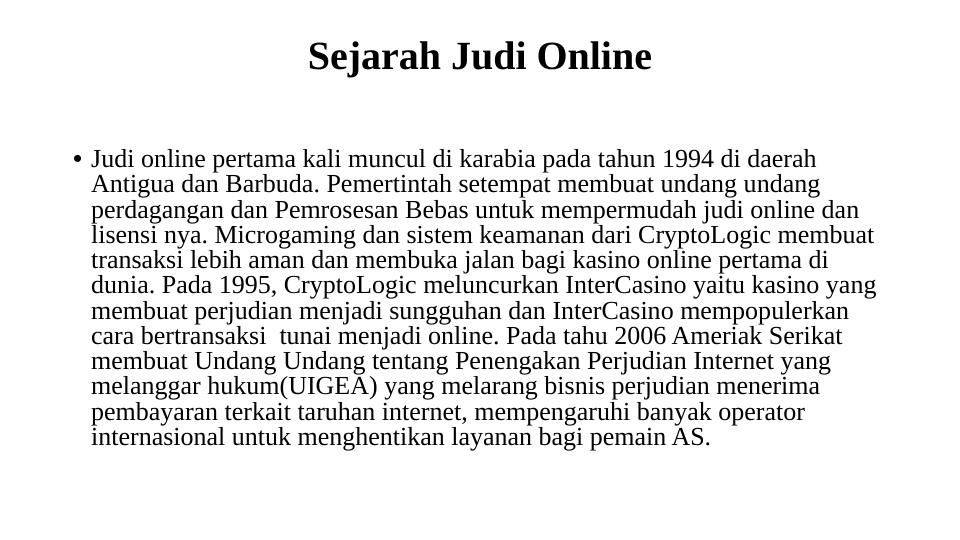 Sejarah Judi Online
• Judi online pertama kali muncul di karabia pada tahun 1994 di daerah
Antigua dan Barbuda. Pemertintah setempat membuat undang undang
perdagangan dan Pemrosesan Bebas untuk mempermudah judi online dan
lisensi nya. Microgaming dan sistem keamanan dari CryptoLogic membuat
transaksi lebih aman dan membuka jalan bagi kasino online pertama di
dunia. Pada 1995, CryptoLogic meluncurkan InterCasino yaitu kasino yang
membuat perjudian menjadi sungguhan dan InterCasino mempopulerkan
cara bertransaksi  tunai menjadi online. Pada tahu 2006 Ameriak Serikat
membuat Undang Undang tentang Penengakan Perjudian Internet yang
melanggar hukum(UIGEA) yang melarang bisnis perjudian menerima
pembayaran terkait taruhan internet, mempengaruhi banyak operator
internasional untuk menghentikan layanan bagi pemain AS.